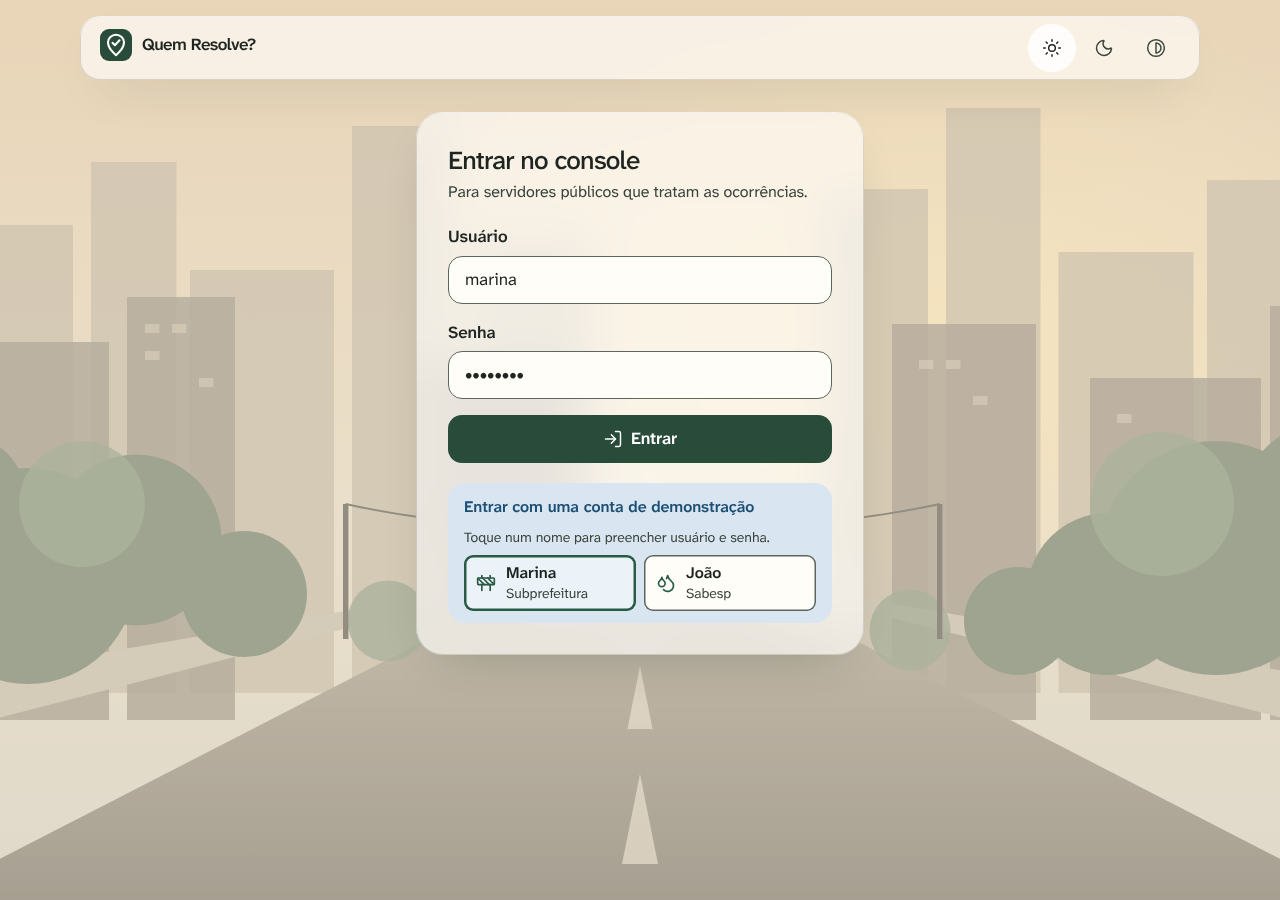 Quem Resolve?
Entrar no console
Para servidores públicos que tratam as ocorrências.
Usuário
marina
Senha
••••••••
Entrar
Entrar com uma conta de demonstração
Toque num nome para preencher usuário e senha.
Marina
Subprefeitura
João
Sabesp